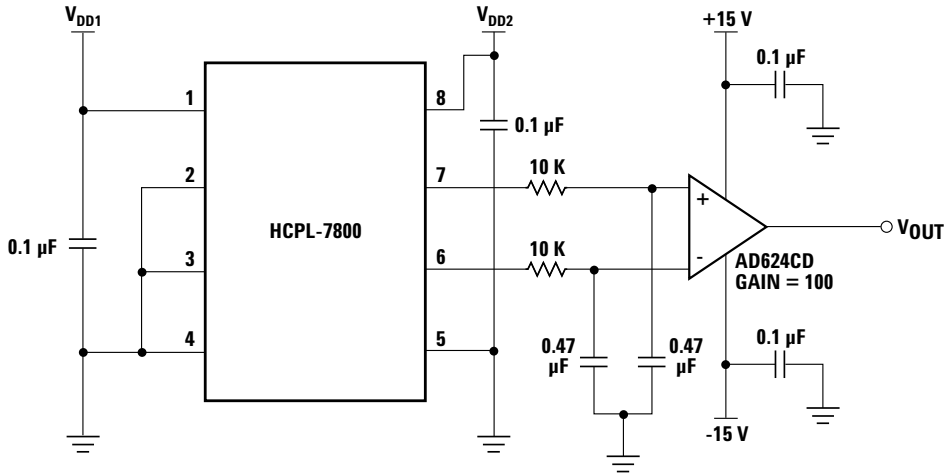 VDD1
VDD2
+15 V
0.1 µF
1
8
0.1 µF
2
7
10 K
+
HCPL-7800
VOUT
0.1 µF
3
6
10 K
-
AD624CD
GAIN = 100
4
5
0.47
µF
0.47
µF
0.1 µF
-15 V